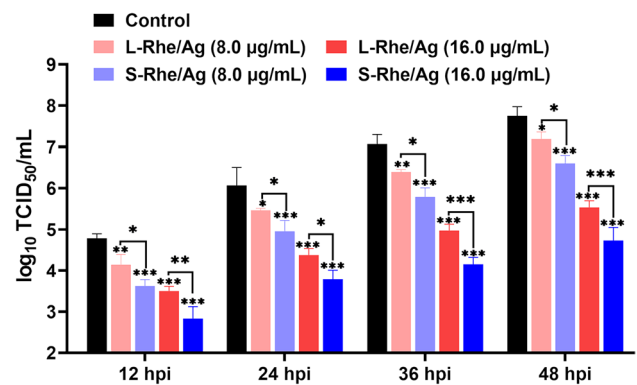 Control
L-Rhe/Ag (8.0 µg/mL) L-Rhe/Ag (16.0 µg/mL)
S-Rhe/Ag (8.0 µg/mL) S-Rhe/Ag (16.0 µg/mL)
log10 TCID50/mL
9
8
7
6
5
4
3
2
** * *** *** ** ***
* * *** *** * ***
** * *** *** *** ***
* * *** *** *** ***
12 hpi 24 hpi 36 hpi 48 hpi